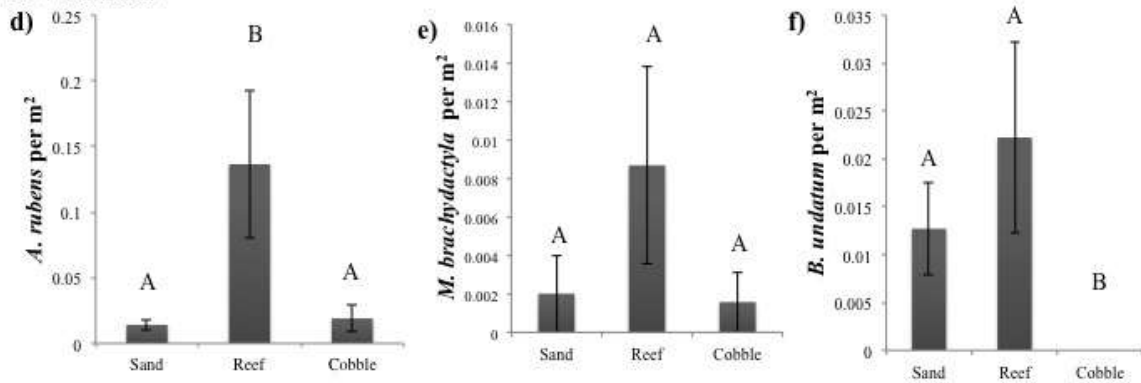 d)
A. rubens per m²
0.25
0.2
0.15
0.1
0.05
0
A
B
A
Sand Reef Cobble
e)
M. brachydactyla per m²
0.016
0.014
0.012
0.01
0.008
0.006
0.004
0.002
0
A
A
A
Sand Reef Cobble
f)
B. undatum per m²
0.035
0.03
0.025
0.02
0.015
0.01
0.005
0
A
A
B
Sand Reef Cobble